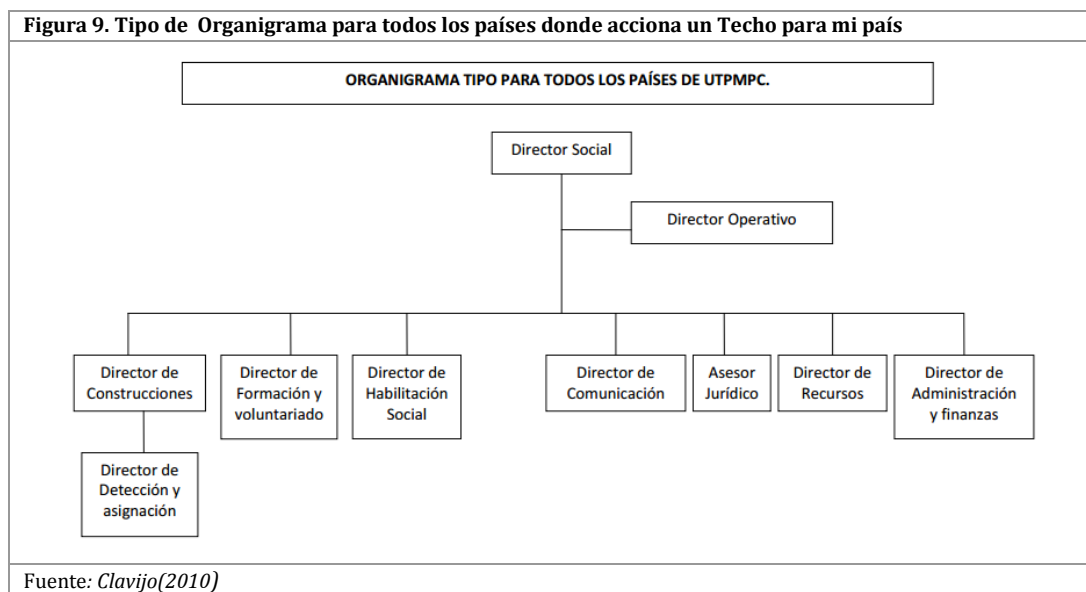 Figura 9. Tipo de Organigrama para todos los países donde acciona un Techo para mi país
ORGANIGRAMA TIPO PARA TODOS LOS PAÍSES DE UTPMPC.
Director Social
Director Operativo
Director de
Construcciones
Director de
Formación y
voluntariado
Director de
Habilitación
Social
Director de
Comunicación
Asesor
Jurídico
Director de
Recursos
Director de
Administración
y finanzas
Director de
Detección y
asignación
Fuente: Clavijo(2010)